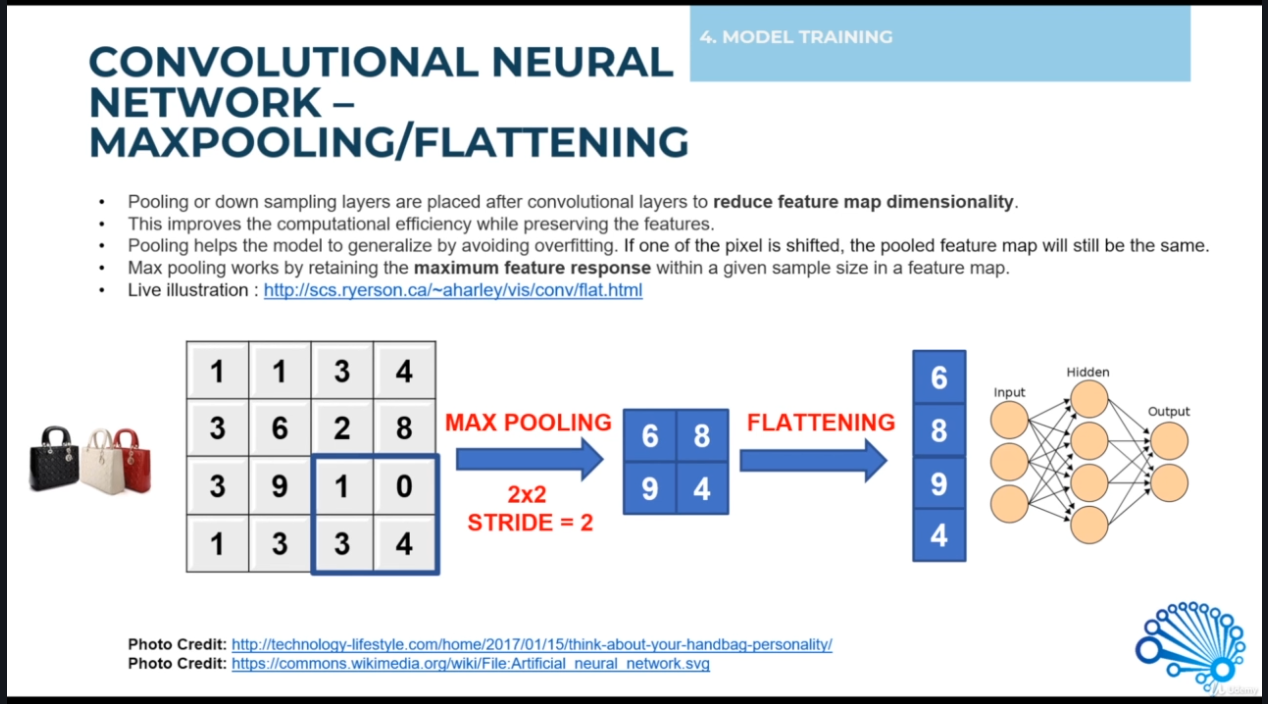 4. MODEL TRAINING
CONVOLUTIONAL NEURAL
NETWORK –
MAXPOOLING/FLATTENING
• Pooling or down sampling layers are placed after convolutional layers to reduce feature map dimensionality.
• This improves the computational efficiency while preserving the features.
• Pooling helps the model to generalize by avoiding overfitting. If one of the pixel is shifted, the pooled feature map will still be the same.
• Max pooling works by retaining the maximum feature response within a given sample size in a feature map.
• Live illustration : http://scs.ryerson.ca/~aharley/vis/conv/flat.html
1 1 3 4
3 6 2 8
3 9 1 0
1 3 3 4
MAX POOLING
2x2
STRIDE = 2
6 8
9 4
FLATTENING
6
8
9
4
Input
Hidden
Output
Photo Credit: http://technology-lifestyle.com/home/2017/01/15/think-about-your-handbag-personality/
Photo Credit: https://commons.wikimedia.org/wiki/File:Artificial_neural_network.svg
Udemy